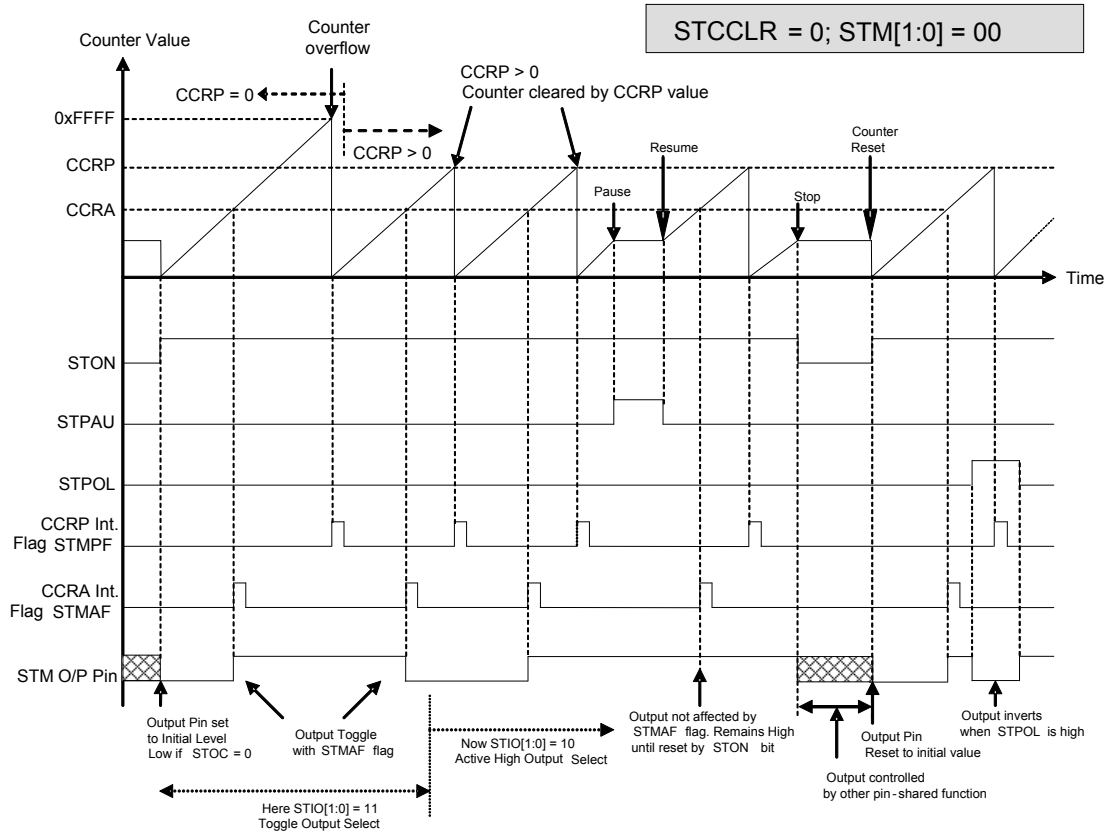 STCCLR = 0; STM[1:0] = 00
Counter Value
Counter
overflow
CCRP = 0
CCRP > 0
CCRP > 0
Counter cleared by CCRP value
0xFFFF
CCRP
CCRA
Pause
Resume
Stop
Counter
Reset
Time
STON
STPAU
STPOL
CCRP Int.
Flag STMPF
CCRA Int.
Flag STMAF
STM O/P Pin
Output Pin set
to Initial Level
Low if STOC = 0
Output Toggle
with STMAF flag
Now STIO[1:0] = 10
Active High Output Select
Output not affected by
STMAF flag. Remains High
until reset by STON bit
Output Pin
Reset to initial value
Output inverts
when STPOL is high
Output controlled
by other pin-shared function
Here STIO[1:0] = 11
Toggle Output Select